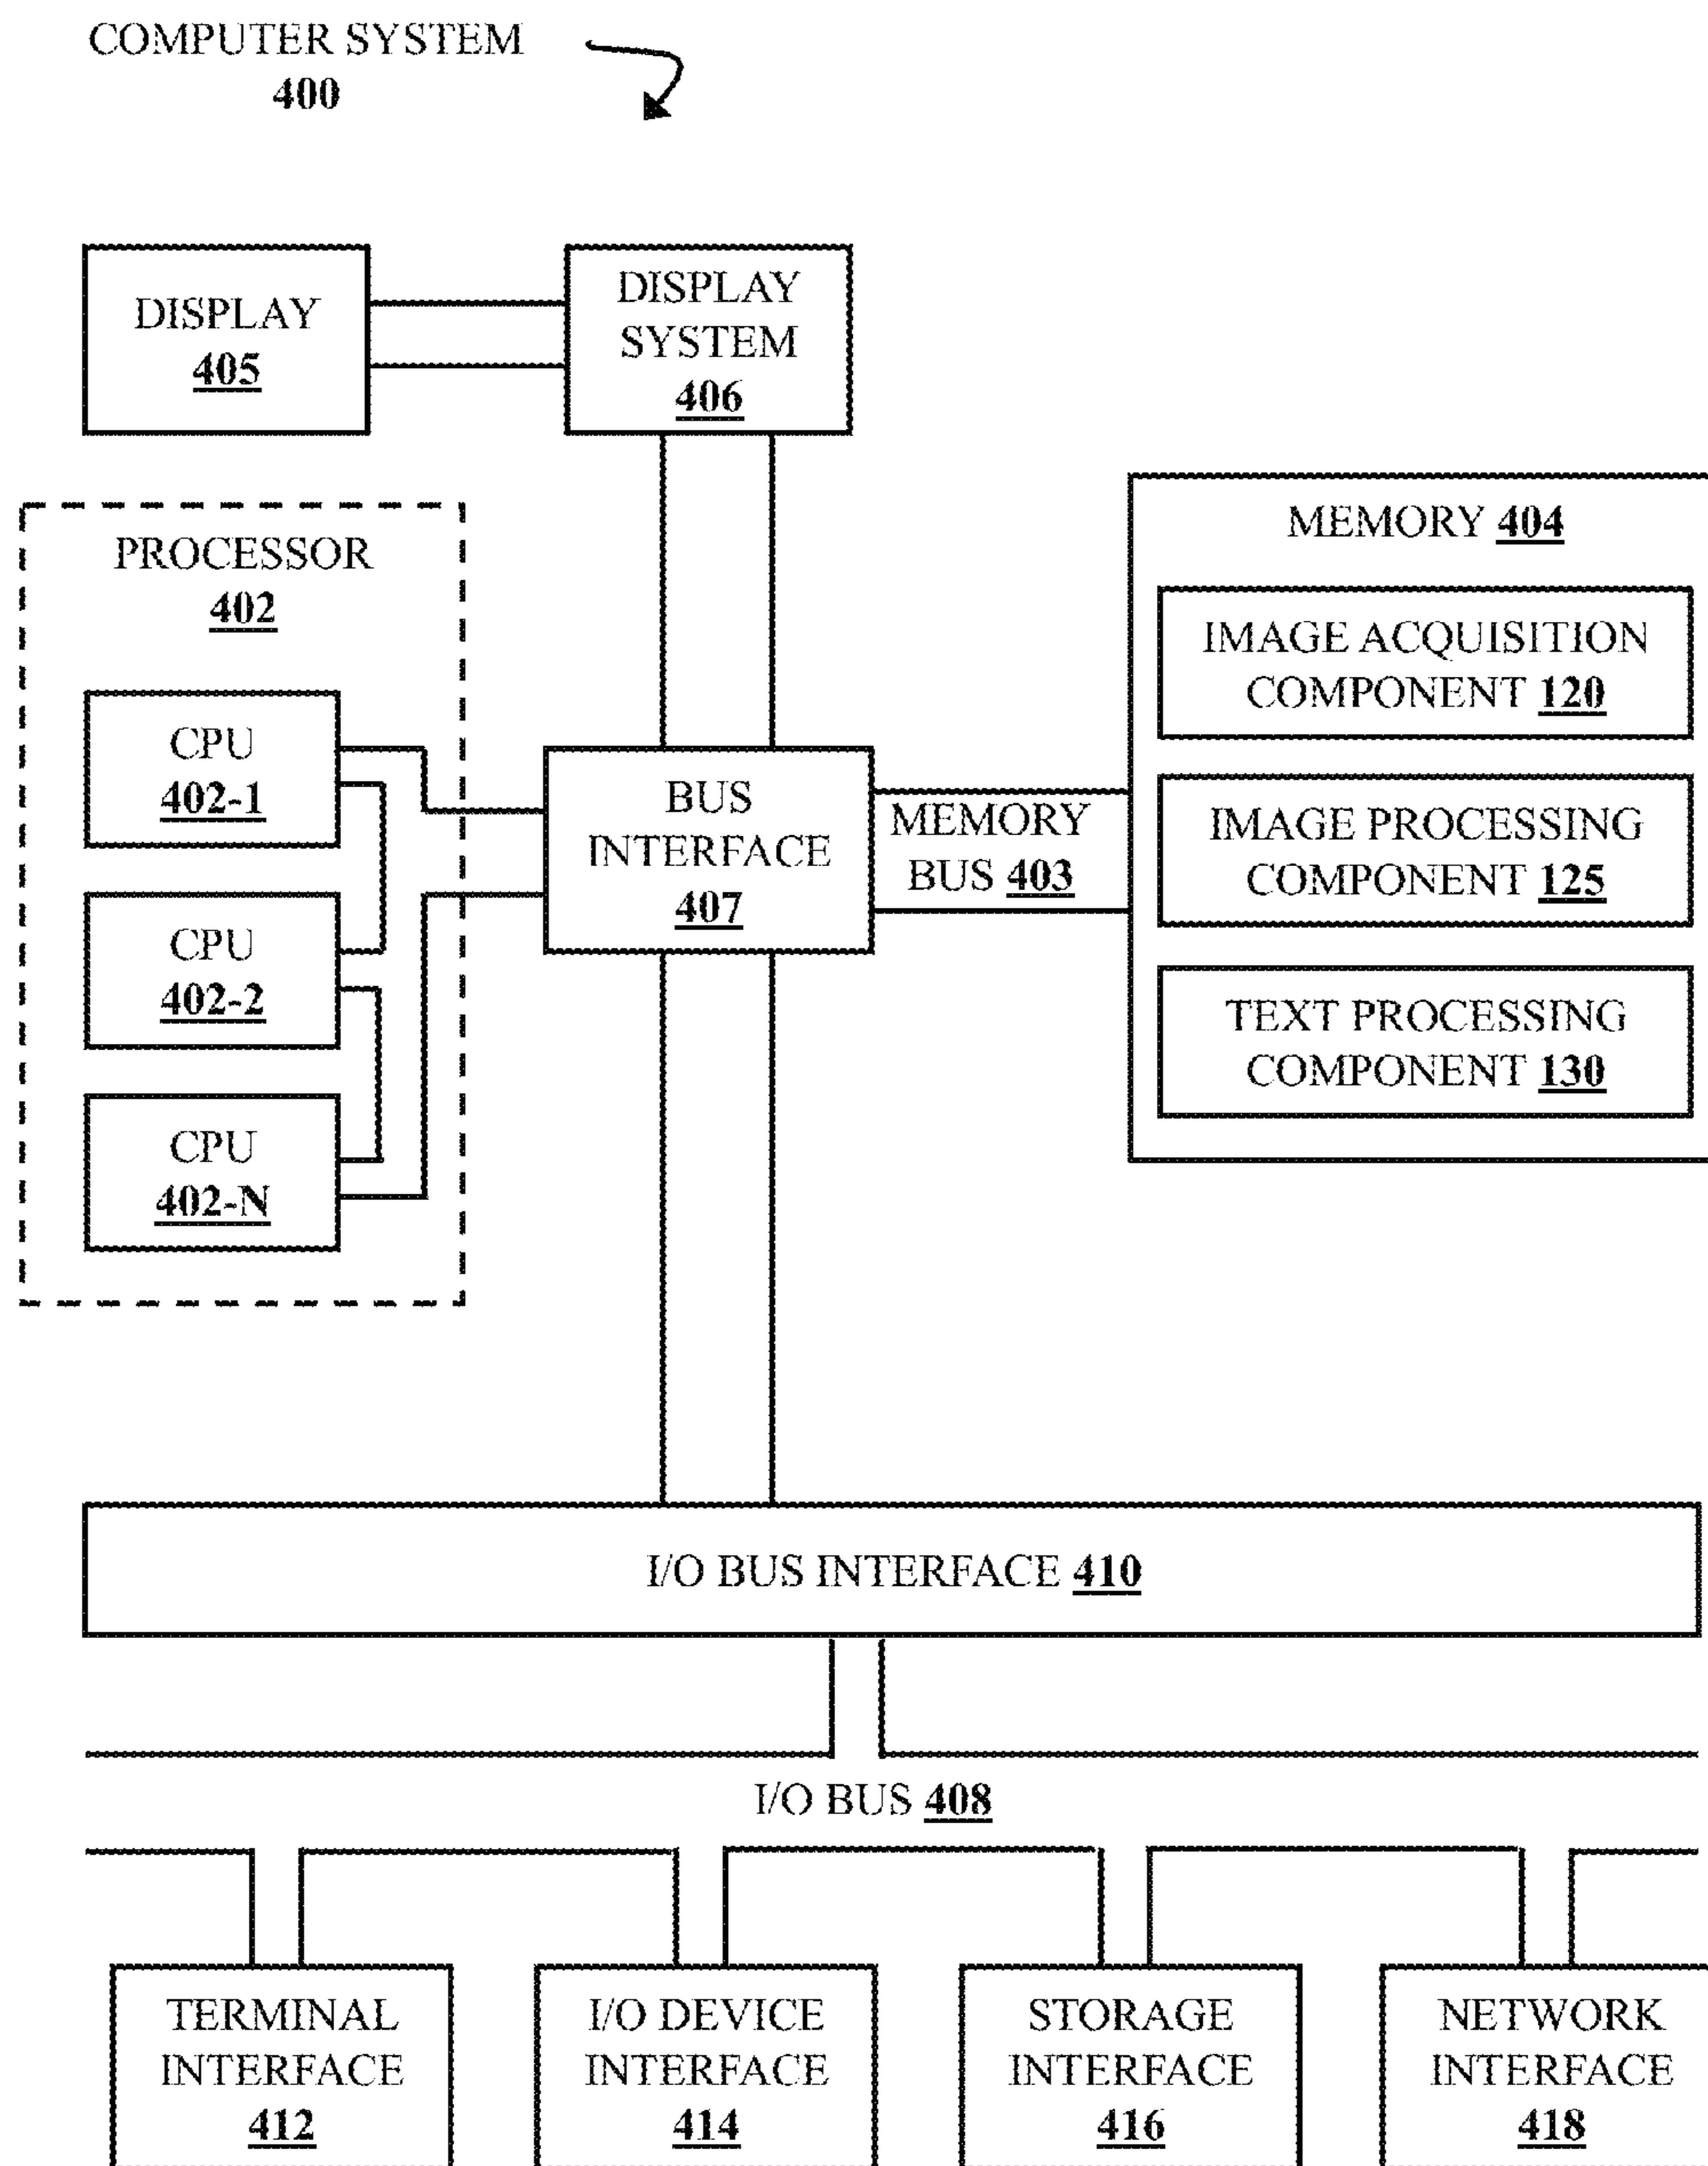 COMPUTER SYSTEM
400
DISPLAY
405
DISPLAY
SYSTEM
406
PROCESSOR
402
CPU
402-1
CPU
402-2
CPU
402-N
BUS
INTERFACE
407
MEMORY
BUS 403
MEMORY 404
IMAGE ACQUISITION
COMPONENT 120
IMAGE PROCESSING
COMPONENT 125
TEXT PROCESSING
COMPONENT 130
I/O BUS INTERFACE 410
I/O BUS 408
TERMINAL
INTERFACE
412
I/O DEVICE
INTERFACE
414
STORAGE
INTERFACE
416
NETWORK
INTERFACE
418